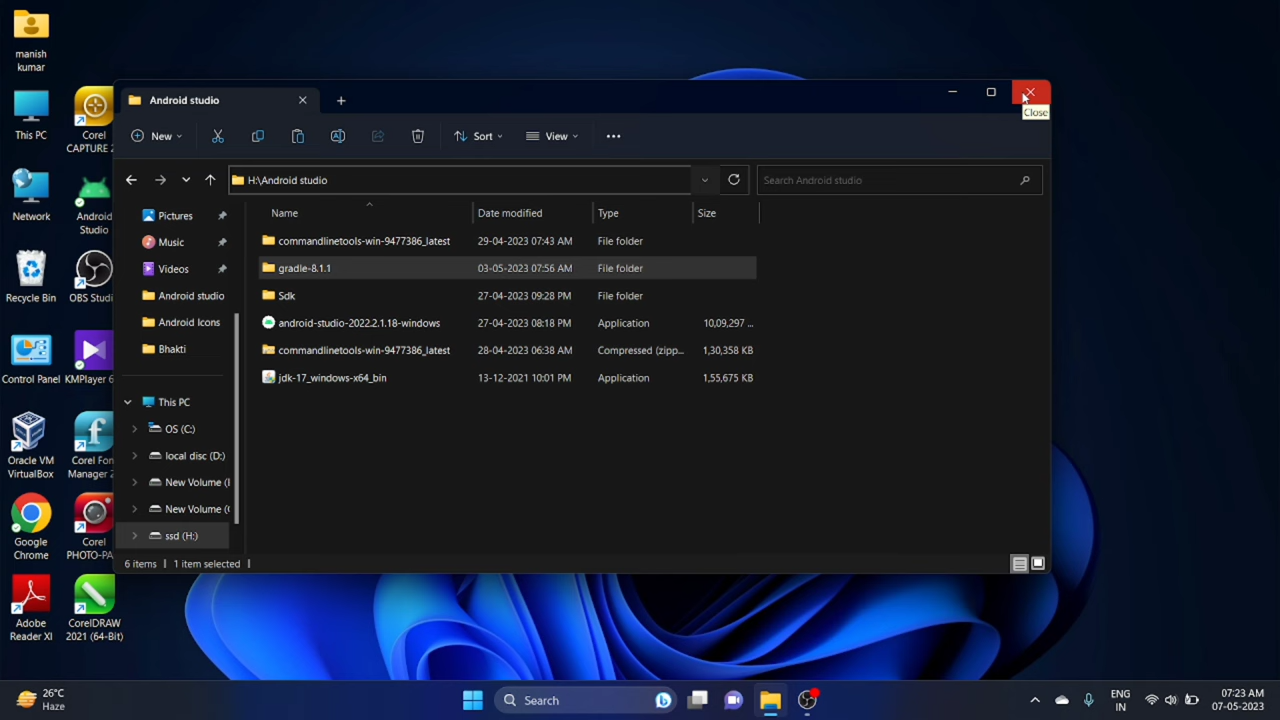 manish
kumar
This PC
Corel
CAPTURE 2
Network
Android
Studio
Recycle Bin
OBS Studi
Control Panel
KMPlayer 6
Oracle VM
VirtualBox
Corel Fon
Manager 2
Google
Chrome
Corel
PHOTO-PA
Adobe
Reader XI
CorelDRAW
2021 (64-Bit)
Android studio
Close
New
Sort
View
H:\Android studio
Search Android studio
Pictures
Music
Videos
Android studio
Android Icons
Bhakti
This PC
OS (C:)
local disc (D:)
New Volume (
New Volume (
ssd (H:)
Name Date modified Type Size
commandlinetools-win-9477386_latest 29-04-2023 07:43 AM File folder
gradle-8.1.1 03-05-2023 07:56 AM File folder
Sdk 27-04-2023 09:28 PM File folder
android-studio-2022.2.1.18-windows 27-04-2023 08:18 PM Application 10,09,297 ...
commandlinetools-win-9477386_latest 28-04-2023 06:38 AM Compressed (zipp... 1,30,358 KB
jdk-17_windows-x64_bin 13-12-2021 10:01 PM Application 1,55,675 KB
6 items 1 item selected
26°C
Haze
Search
ENG
IN
07:23 AM
07-05-2023